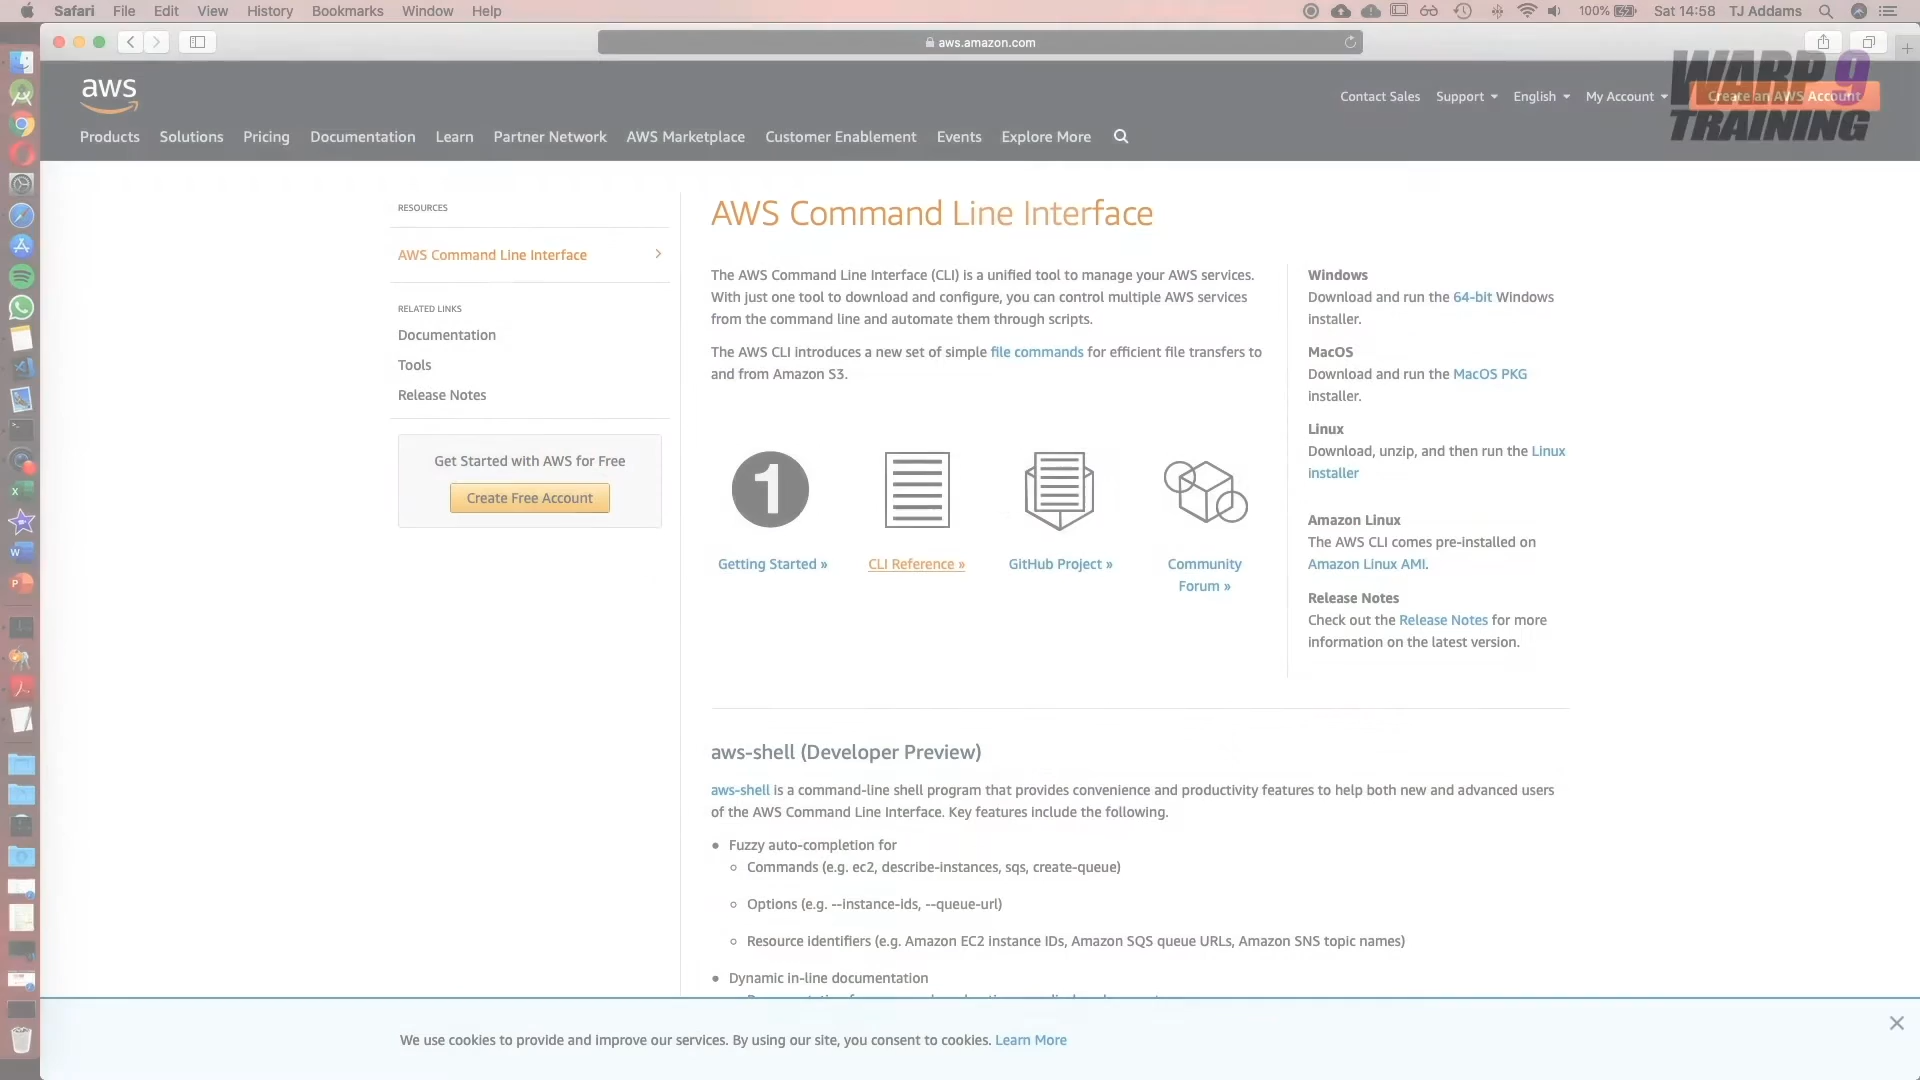 Safari File Edit View History Bookmarks Window Help
100% Sat 14:58 TJ Addams
aws.amazon.com
WARP 9
TRAINING
aws
Contact Sales Support English My Account Create an AWS Account
Products Solutions Pricing Documentation Learn Partner Network AWS Marketplace Customer Enablement Events Explore More
RESOURCES
AWS Command Line Interface
RELATED LINKS
Documentation
Tools
Release Notes
Get Started with AWS for Free
Create Free Account
AWS Command Line Interface
The AWS Command Line Interface (CLI) is a unified tool to manage your AWS services.
With just one tool to download and configure, you can control multiple AWS services
from the command line and automate them through scripts.
The AWS CLI introduces a new set of simple file commands for efficient file transfers to
and from Amazon S3.
1
Getting Started »
CLI Reference »
GitHub Project »
Community
Forum »
Windows
Download and run the 64-bit Windows
installer.
MacOS
Download and run the MacOS PKG
installer.
Linux
Download, unzip, and then run the Linux
installer
Amazon Linux
The AWS CLI comes pre-installed on
Amazon Linux AMI.
Release Notes
Check out the Release Notes for more
information on the latest version.
aws-shell (Developer Preview)
aws-shell is a command-line shell program that provides convenience and productivity features to help both new and advanced users
of the AWS Command Line Interface. Key features include the following.
• Fuzzy auto-completion for
○ Commands (e.g. ec2, describe-instances, sqs, create-queue)
○ Options (e.g. --instance-ids, --queue-url)
○ Resource identifiers (e.g. Amazon EC2 instance IDs, Amazon SQS queue URLs, Amazon SNS topic names)
• Dynamic in-line documentation
We use cookies to provide and improve our services. By using our site, you consent to cookies. Learn More